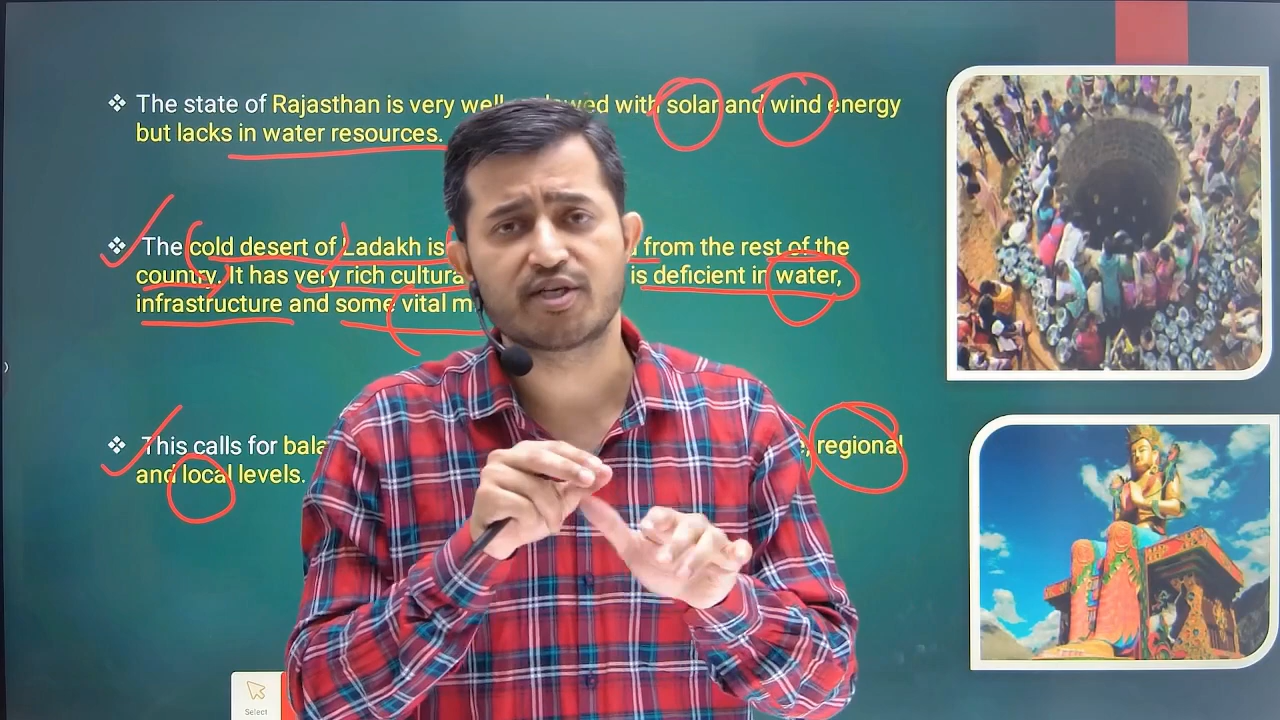 ❖ The state of Rajasthan is very well with solar and wind energy
but lacks in water resources.
❖ The cold desert of Ladakh is from the rest of the
country. It has very rich is deficient in water,
infrastructure and some vital
❖ This calls for regional
and local levels.
Select